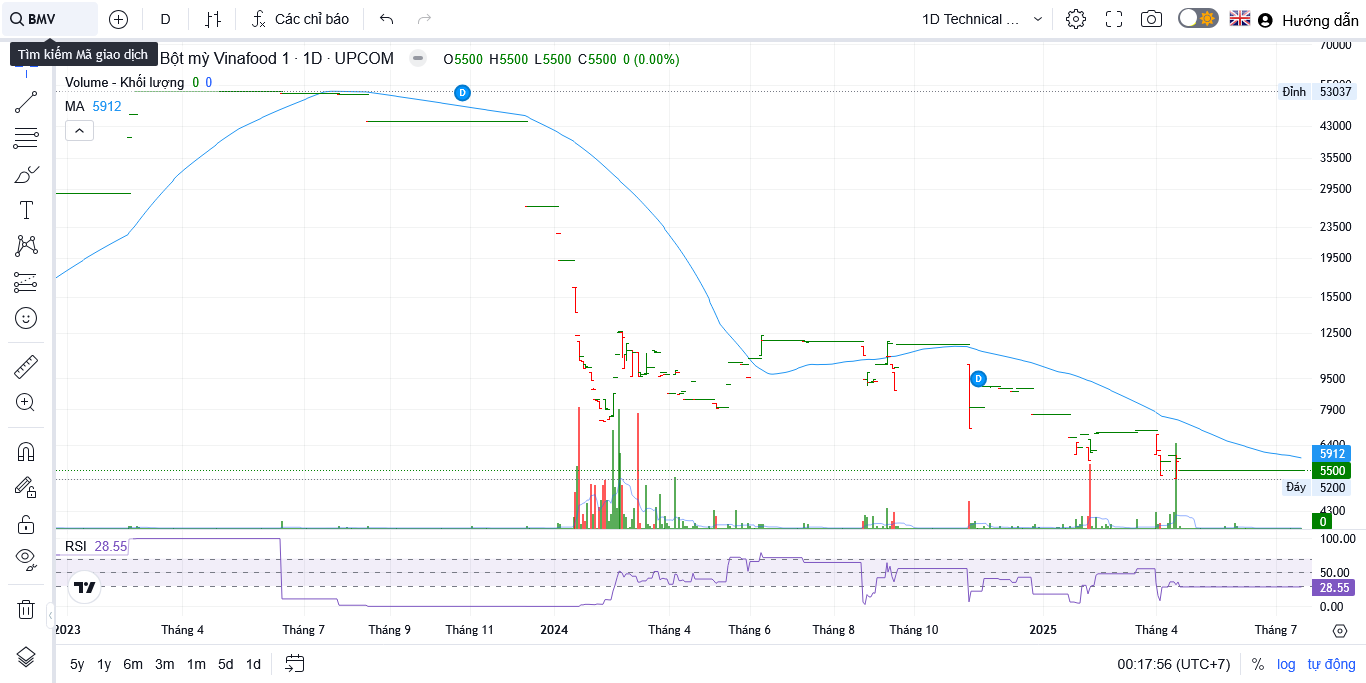 BMV D Các chỉ báo 1D Technical ... Hướng dẫn
Tìm kiếm Mã giao dịch
Bột mỳ Vinafood 1 · 1D · UPCOM O5500 H5500 L5500 C5500 0 (0.00%)
Volume - Khối lượng 0 0
MA 5912
70000
Đỉnh 53037
43000
35500
29500
23500
19500
15500
12500
9500
7900
5912
5500
Đáy 5200
4300
0
D
D
RSI 28.55
100.00
50.00
28.55
0.00
2023 Tháng 4 Tháng 7 Tháng 9 Tháng 11 2024 Tháng 4 Tháng 6 Tháng 8 Tháng 10 2025 Tháng 4 Tháng 7
5y 1y 6m 3m 1m 5d 1d 00:17:56 (UTC+7) % log tự động